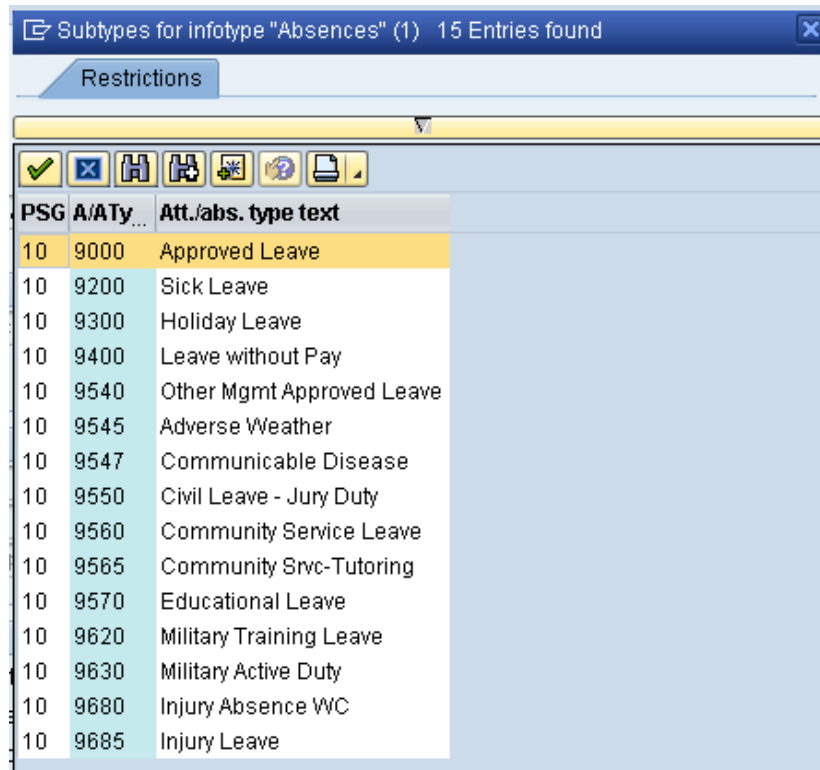 Subtypes for infotype "Absences" (1) 15 Entries found
Restrictions
PSG A/ATy... Att./abs. type text
10 9000 Approved Leave
10 9200 Sick Leave
10 9300 Holiday Leave
10 9400 Leave without Pay
10 9540 Other Mgmt Approved Leave
10 9545 Adverse Weather
10 9547 Communicable Disease
10 9550 Civil Leave - Jury Duty
10 9560 Community Service Leave
10 9565 Community Srvc-Tutoring
10 9570 Educational Leave
10 9620 Military Training Leave
10 9630 Military Active Duty
10 9680 Injury Absence WC
10 9685 Injury Leave